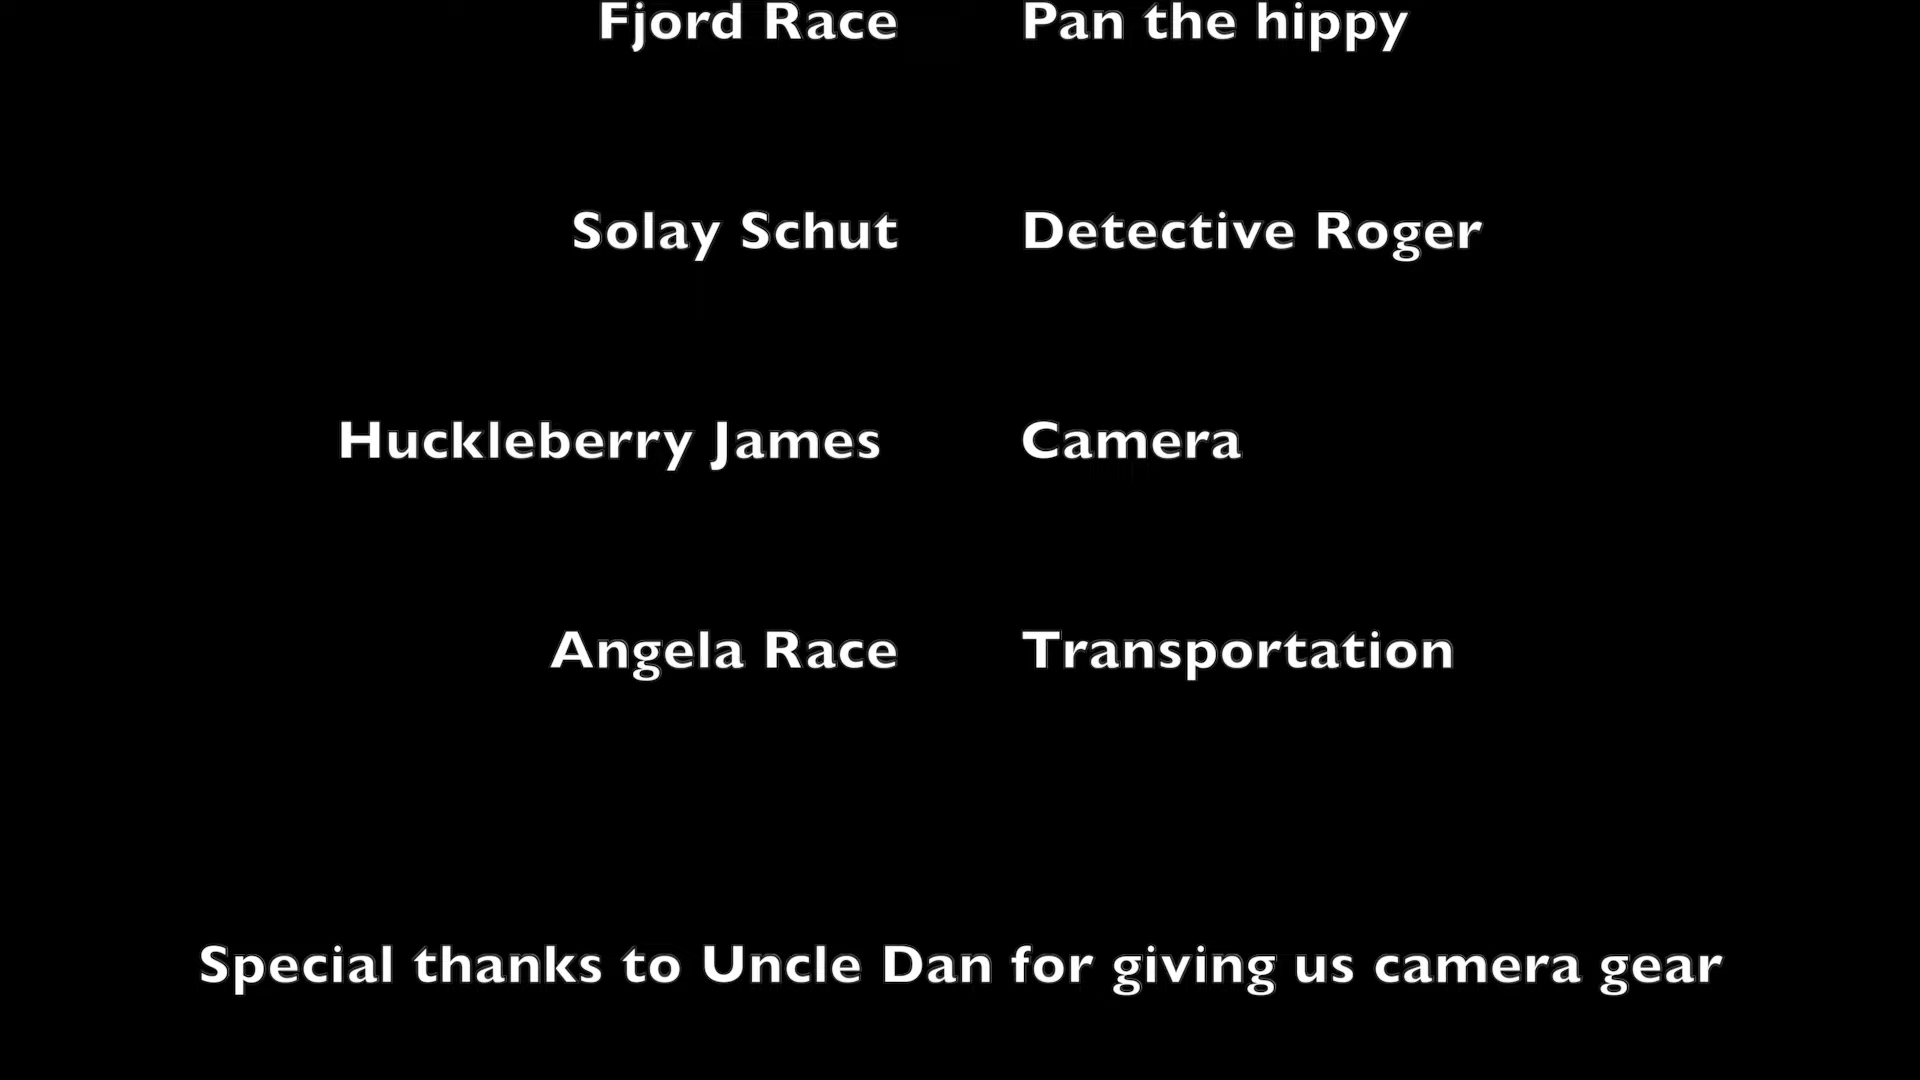 Fjord Race Pan the hippy
Solay Schut Detective Roger
Huckleberry James Camera
Angela Race Transportation
Special thanks to Uncle Dan for giving us camera gear